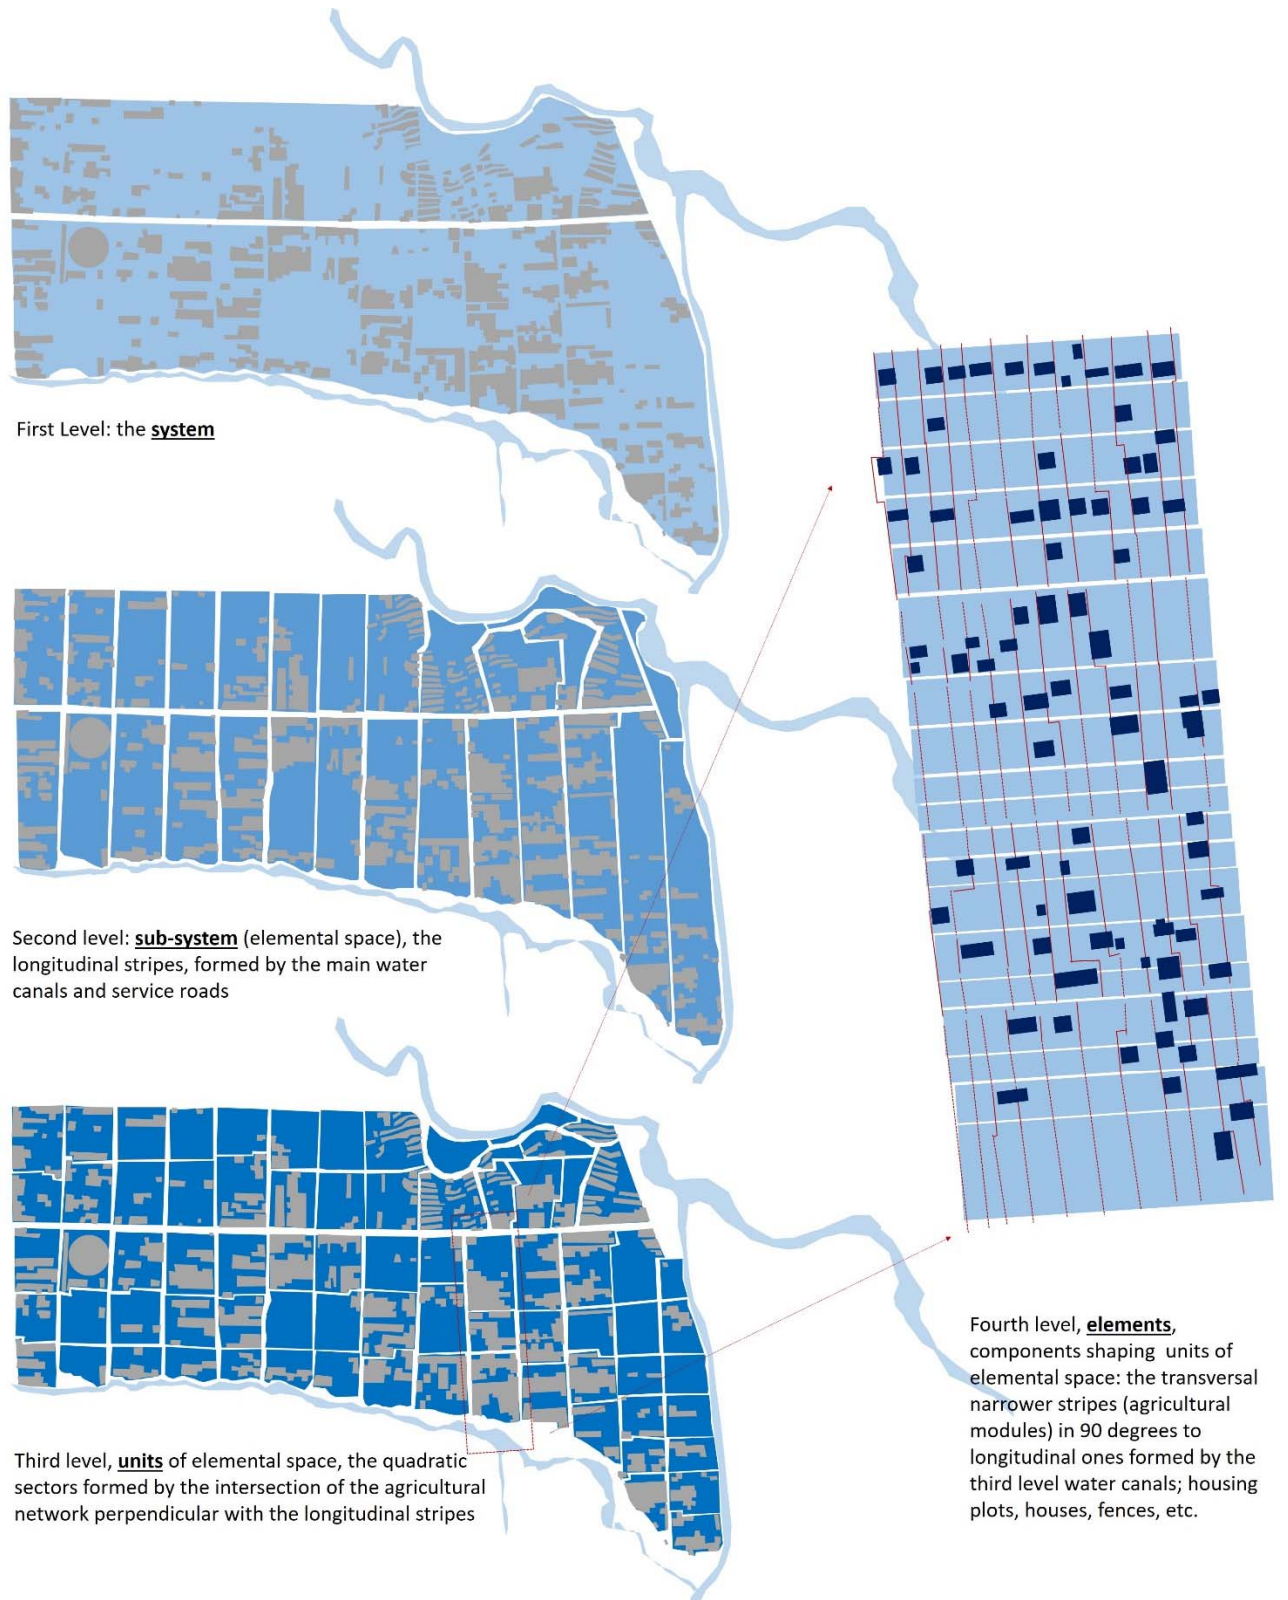 First Level: the system
Second level: sub-system (elemental space), the
longitudinal stripes, formed by the main water
canals and service roads
Third level, units of elemental space, the quadratic
sectors formed by the intersection of the agricultural
network perpendicular with the longitudinal stripes
Fourth level, elements,
components shaping units of
elemental space: the transversal
narrower stripes (agricultural
modules) in 90 degrees to
longitudinal ones formed by the
third level water canals; housing
plots, houses, fences, etc.